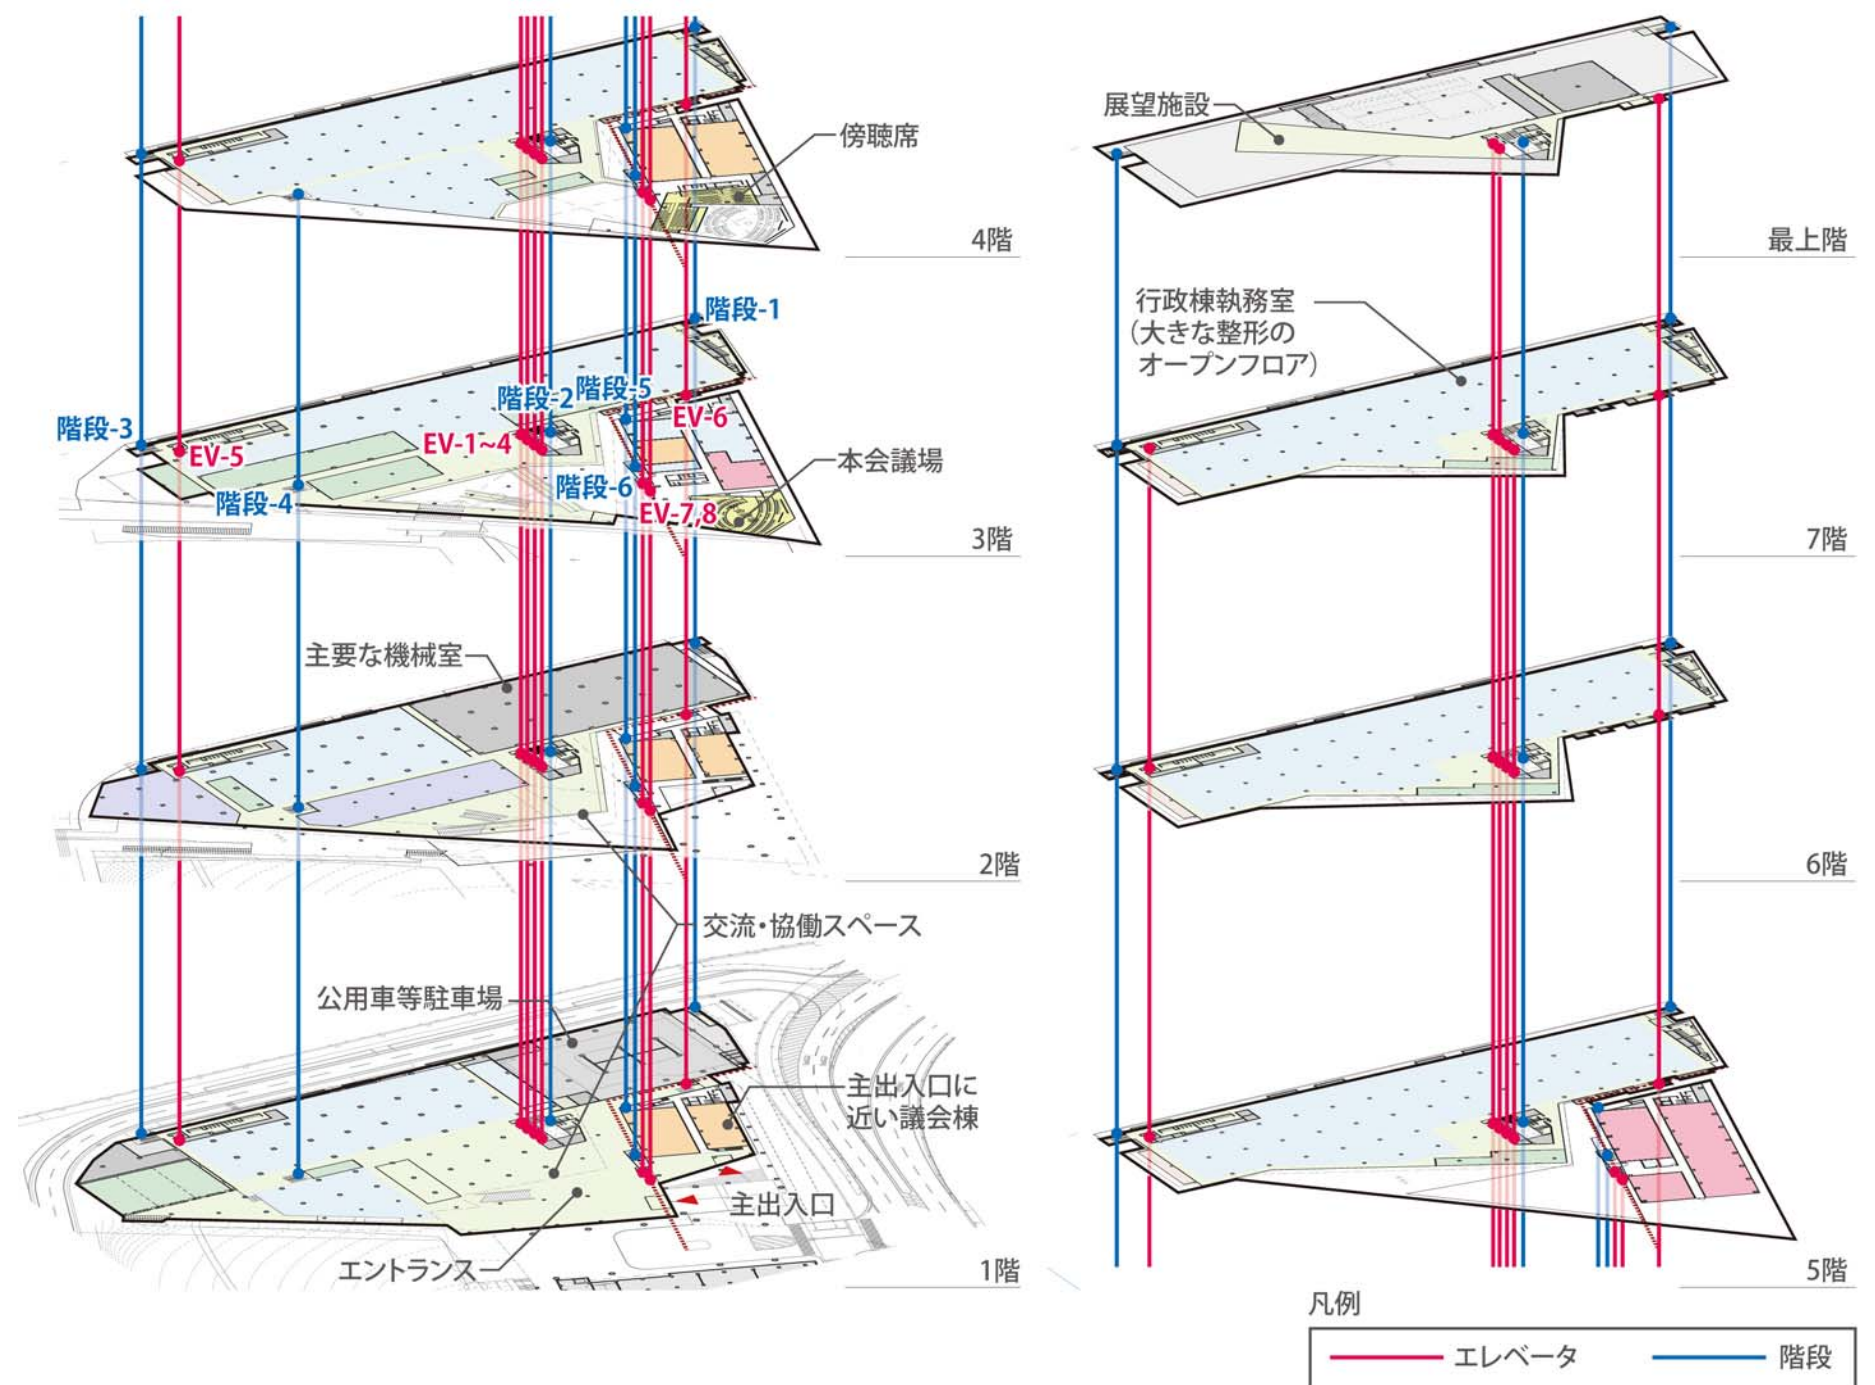 傍聴席
4階
階段-1
階段-2
階段-5
階段-3
EV-6
EV-1~4
EV-5
本会議場
階段-6
階段-4
EV-7,8
3階
主要な機械室
2階
交流・協働スペース
公用車等駐車場
主出入口に
近い議会棟
主出入口
エントランス
1階
展望施設
最上階
行政棟執務室
（大きな整形の
オープンフロア）
7階
6階
5階
凡例
エレベータ
階段